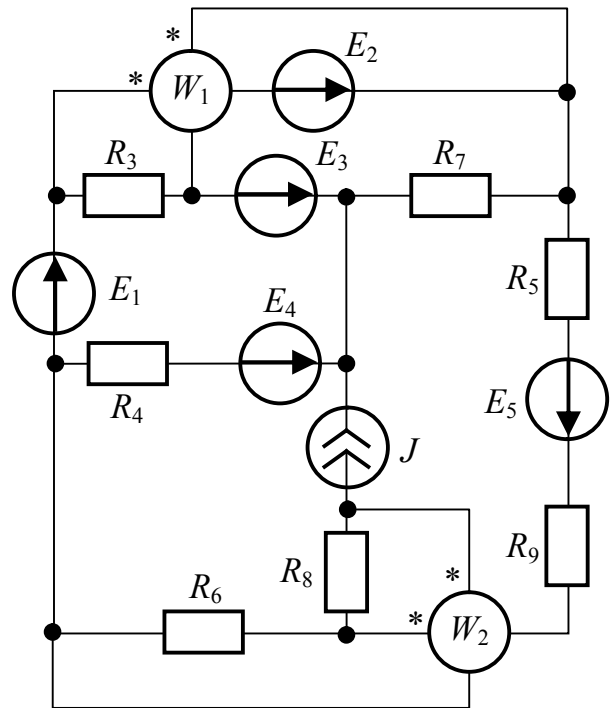 * *
W₁ E₂
R₃ E₃ R₇
E₁ E₄ R₅
R₄ J E₅
R₆ R₈ * * W₂ R₉